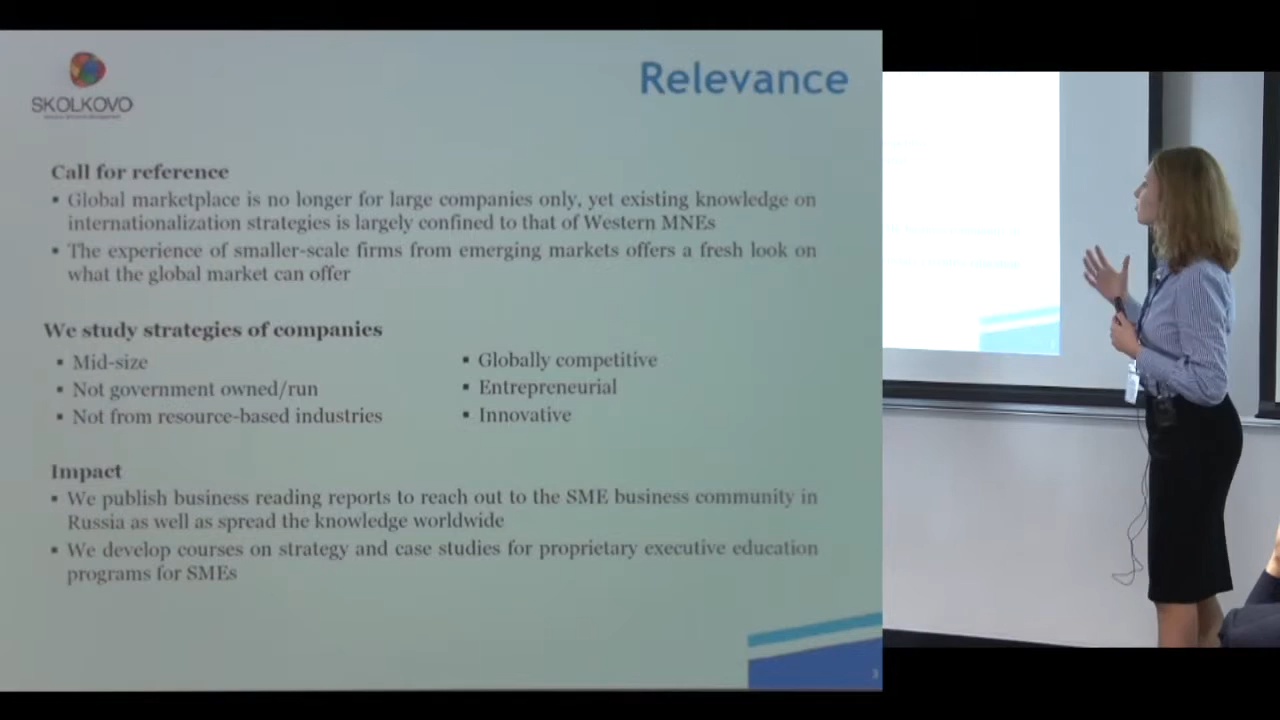 SKOLKOVO
Relevance
Call for reference
▪ Global marketplace is no longer for large companies only, yet existing knowledge on
internationalization strategies is largely confined to that of Western MNEs
▪ The experience of smaller-scale firms from emerging markets offers a fresh look on
what the global market can offer
We study strategies of companies
▪ Mid-size
▪ Not government owned/run
▪ Not from resource-based industries
▪ Globally competitive
▪ Entrepreneurial
▪ Innovative
Impact
▪ We publish business reading reports to reach out to the SME business community in
Russia as well as spread the knowledge worldwide
▪ We develop courses on strategy and case studies for proprietary executive education
programs for SMEs
3